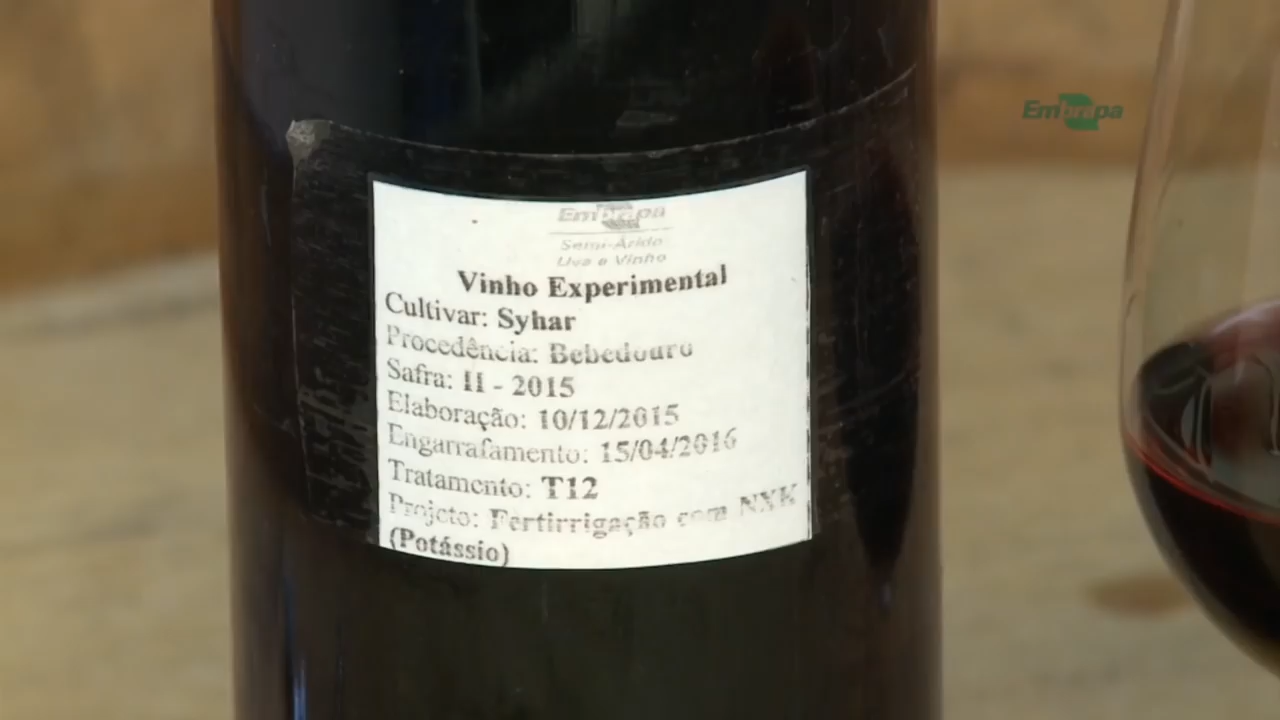 Embrapa
Embrapa
Semi-Árido
Uva e Vinho
Vinho Experimental
Cultivar: Syhar
Procedência: Bebedouro
Safra: II - 2015
Elaboração: 10/12/2015
Engarrafamento: 15/04/2016
Tratamento: T12
Projeto: Fertirrigação com NXK
(Potássio)